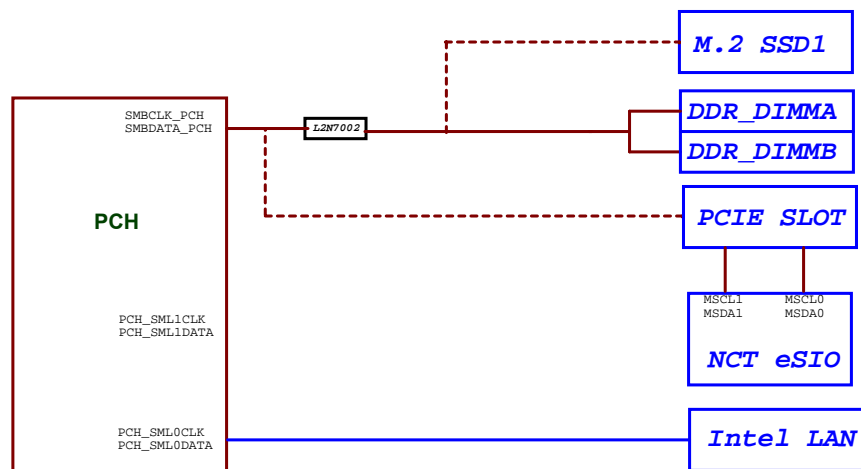 M.2 SSD1
SMBCLK_PCH
SMBDATA_PCH
L2N7002
DDR_DIMMA
DDR_DIMMB
PCH
PCIE SLOT
MSCL1 MSCL0
MSDA1 MSDA0
PCH_SML1CLK
PCH_SML1DATA
NCT eSIO
PCH_SML0CLK
PCH_SML0DATA
Intel LAN